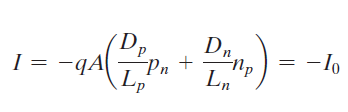 I = −qA(D_p/L_p p_n + D_n/L_n n_p) = −I_0